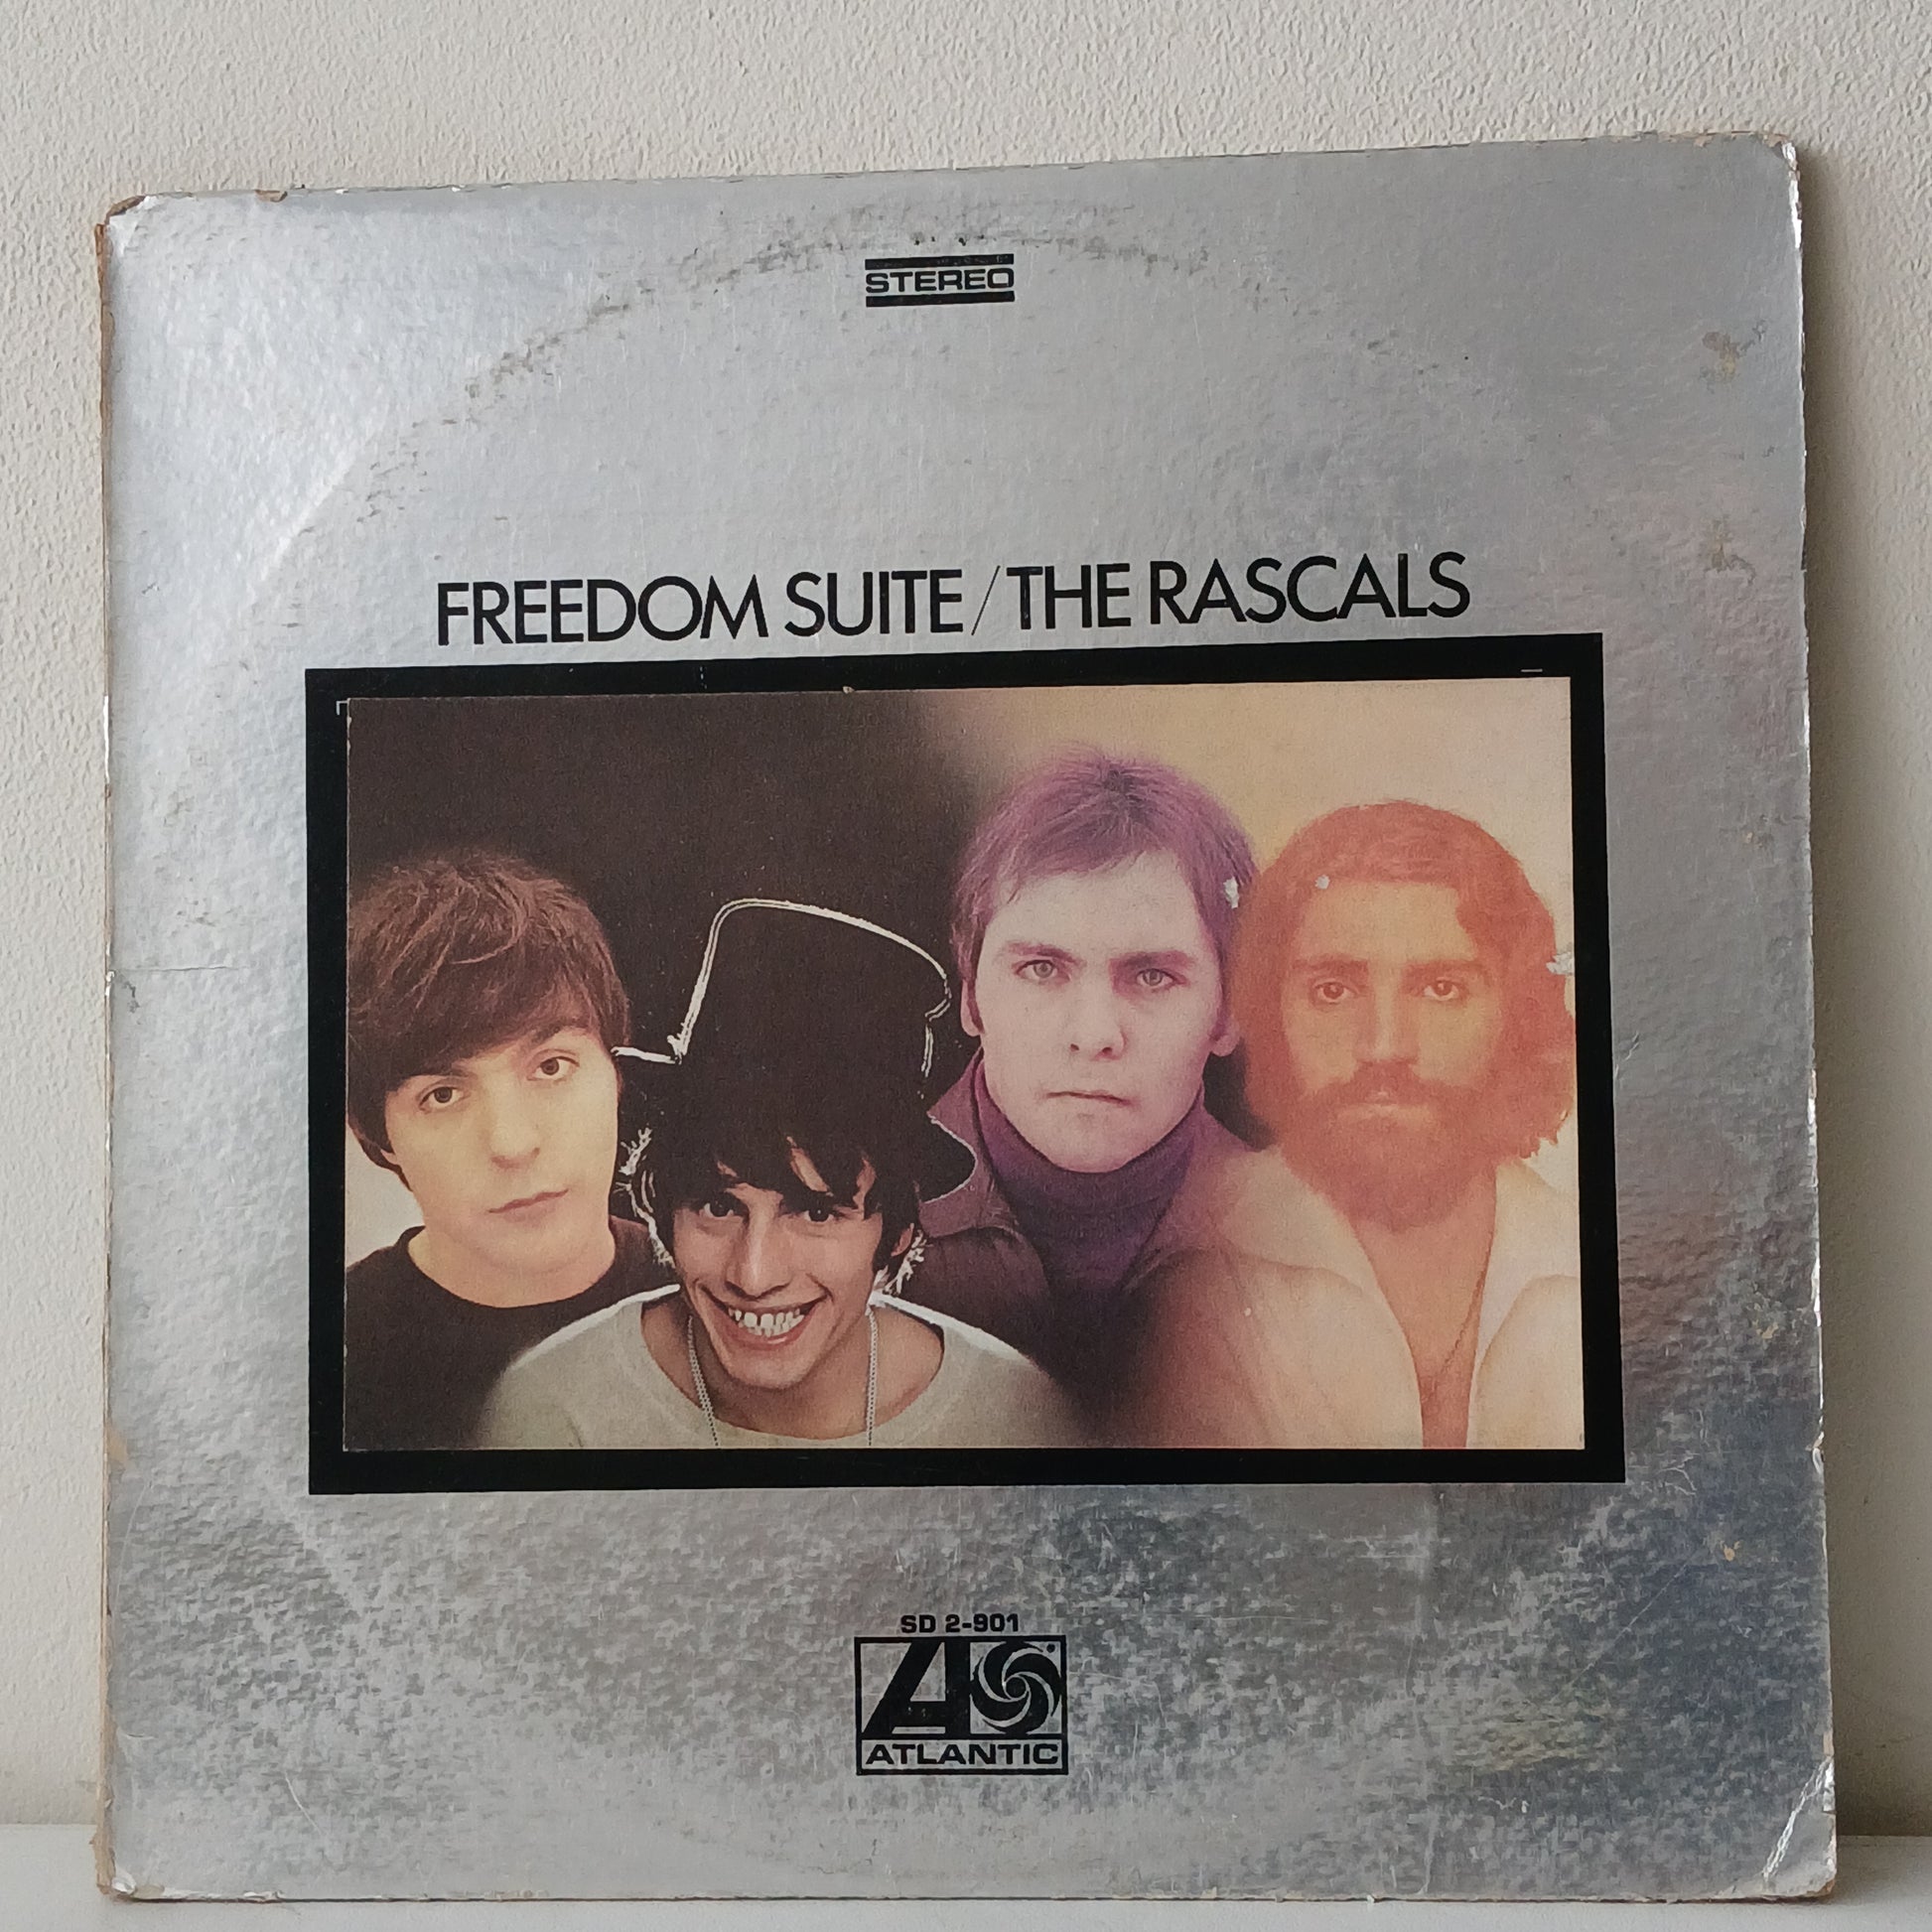 STEREO
FREEDOM SUITE/THE RASCALS
SD 2-901
ATLANTIC